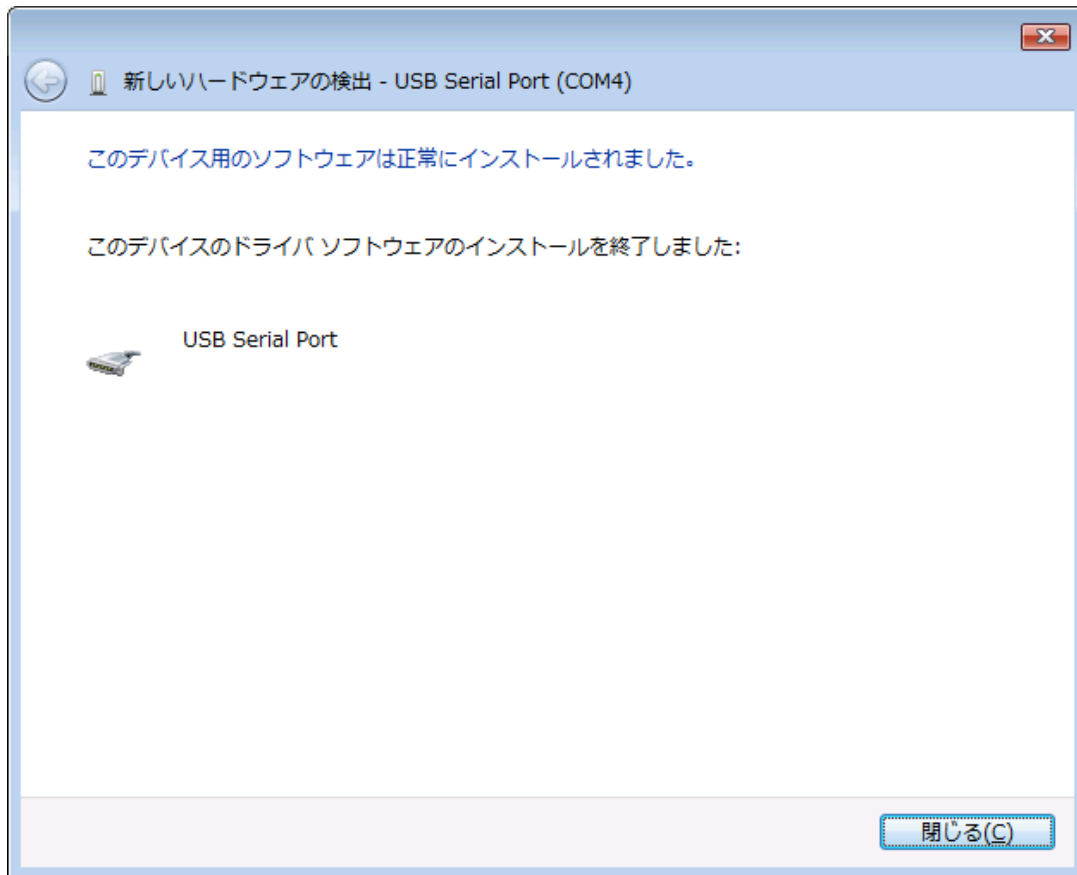 新しいハードウェアの検出 - USB Serial Port (COM4)
このデバイス用のソフトウェアは正常にインストールされました。
このデバイスのドライバ ソフトウェアのインストールを終了しました:
USB Serial Port
閉じる(C)